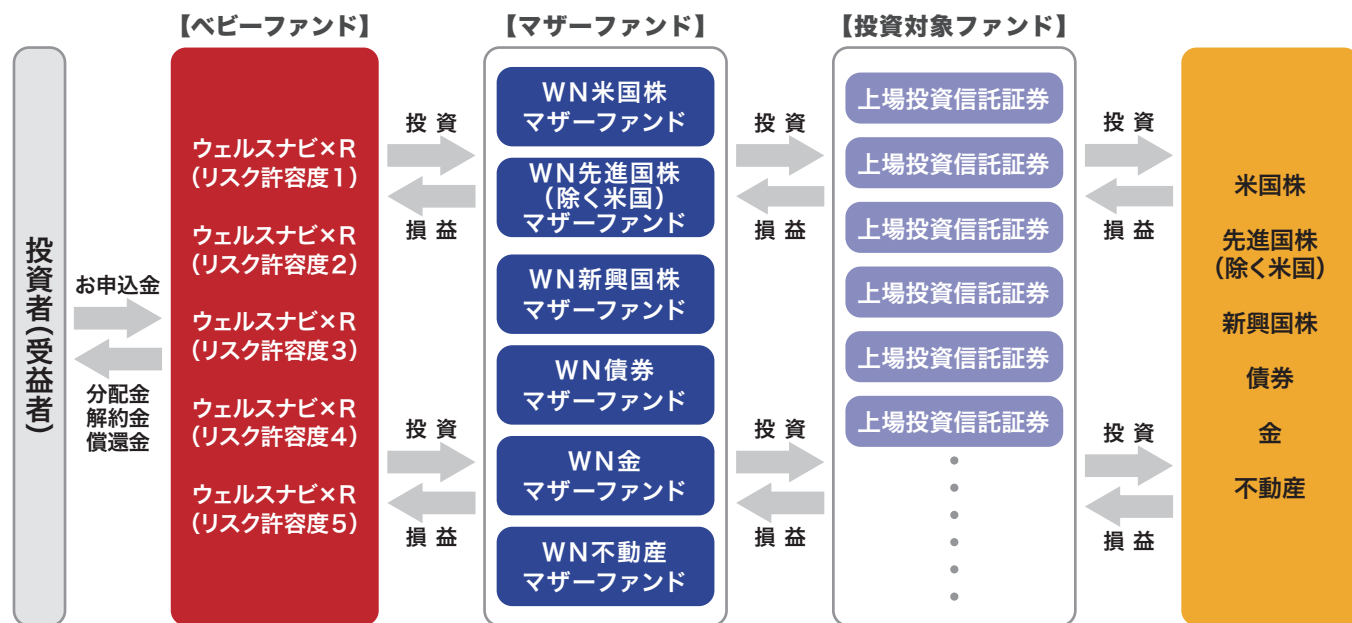 【ベビーファンド】
【マザーファンド】
【投資対象ファンド】
投資者(受益者)
お申込金
分配金
解約金
償還金
ウェルスナビ×R
(リスク許容度1)
ウェルスナビ×R
(リスク許容度2)
ウェルスナビ×R
(リスク許容度3)
ウェルスナビ×R
(リスク許容度4)
ウェルスナビ×R
(リスク許容度5)
投資
損益
投資
損益
WN米国株
マザーファンド
WN先進国株
(除く米国)
マザーファンド
WN新興国株
マザーファンド
WN債券
マザーファンド
WN金
マザーファンド
WN不動産
マザーファンド
投資
損益
投資
損益
上場投資信託証券
上場投資信託証券
上場投資信託証券
上場投資信託証券
上場投資信託証券
上場投資信託証券
投資
損益
投資
損益
米国株
先進国株
(除く米国)
新興国株
債券
金
不動産